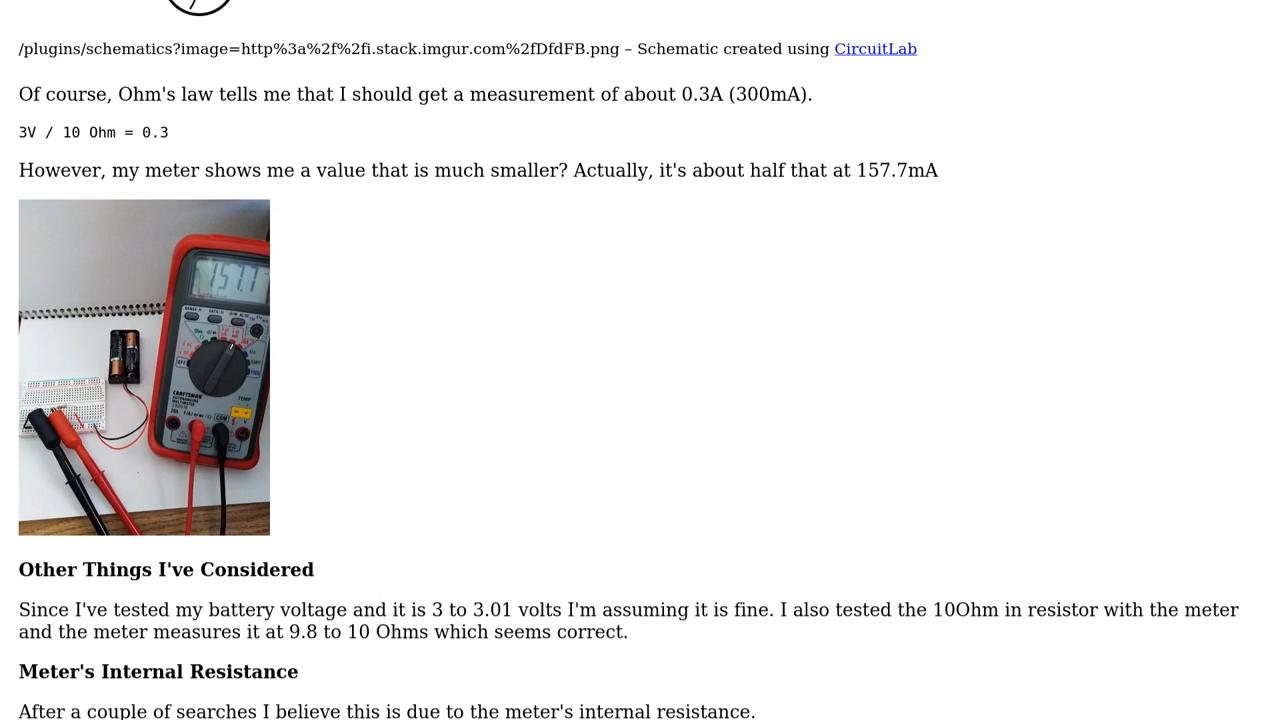 /plugins/schematics?image=http%3a%2f%2fi.stack.imgur.com%2fDfdFB.png – Schematic created using CircuitLab
Of course, Ohm's law tells me that I should get a measurement of about 0.3A (300mA).
3V / 10 Ohm = 0.3
However, my meter shows me a value that is much smaller? Actually, it's about half that at 157.7mA
157.7
OFF
CRAFTSMAN
TEMP
20A
COM
V
Other Things I've Considered
Since I've tested my battery voltage and it is 3 to 3.01 volts I'm assuming it is fine. I also tested the 10Ohm in resistor with the meter
and the meter measures it at 9.8 to 10 Ohms which seems correct.
Meter's Internal Resistance
After a couple of searches I believe this is due to the meter's internal resistance.